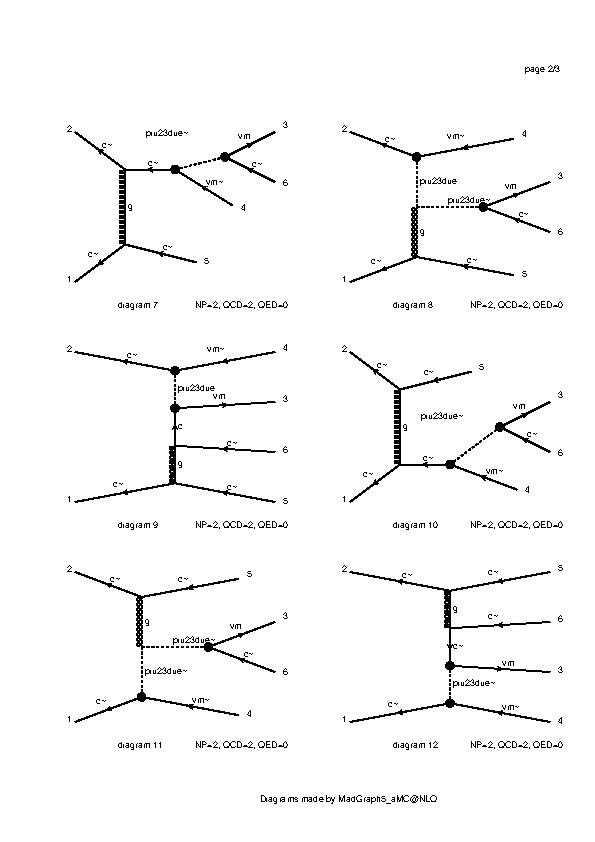 page 2/3
2
c~
piu23due~
vm
3
c~
c~
6
vm~
4
g
c~
c~
5
1
diagram 7 NP=2, QCD=2, QED=0
2
c~
vm~
4
piu23due
vm
3
piu23due~
c~
6
g
c~
c~
5
1
diagram 8 NP=2, QCD=2, QED=0
2
c~
vm~
4
piu23due
vm
3
c
c~
6
g
c~
c~
1
5
diagram 9 NP=2, QCD=2, QED=0
2
c~
c~
5
piu23due~
vm
3
g
c~
6
c~
vm~
4
c~
1
diagram 10 NP=2, QCD=2, QED=0
2
c~
c~
5
g
vm
3
piu23due~
c~
6
piu23due~
c~
vm~
4
1
diagram 11 NP=2, QCD=2, QED=0
2
c~
c~
5
g
c~
6
c~
vm
3
piu23due~
c~
vm~
1
4
diagram 12 NP=2, QCD=2, QED=0
Diagrams made by MadGraph5_aMC@NLO